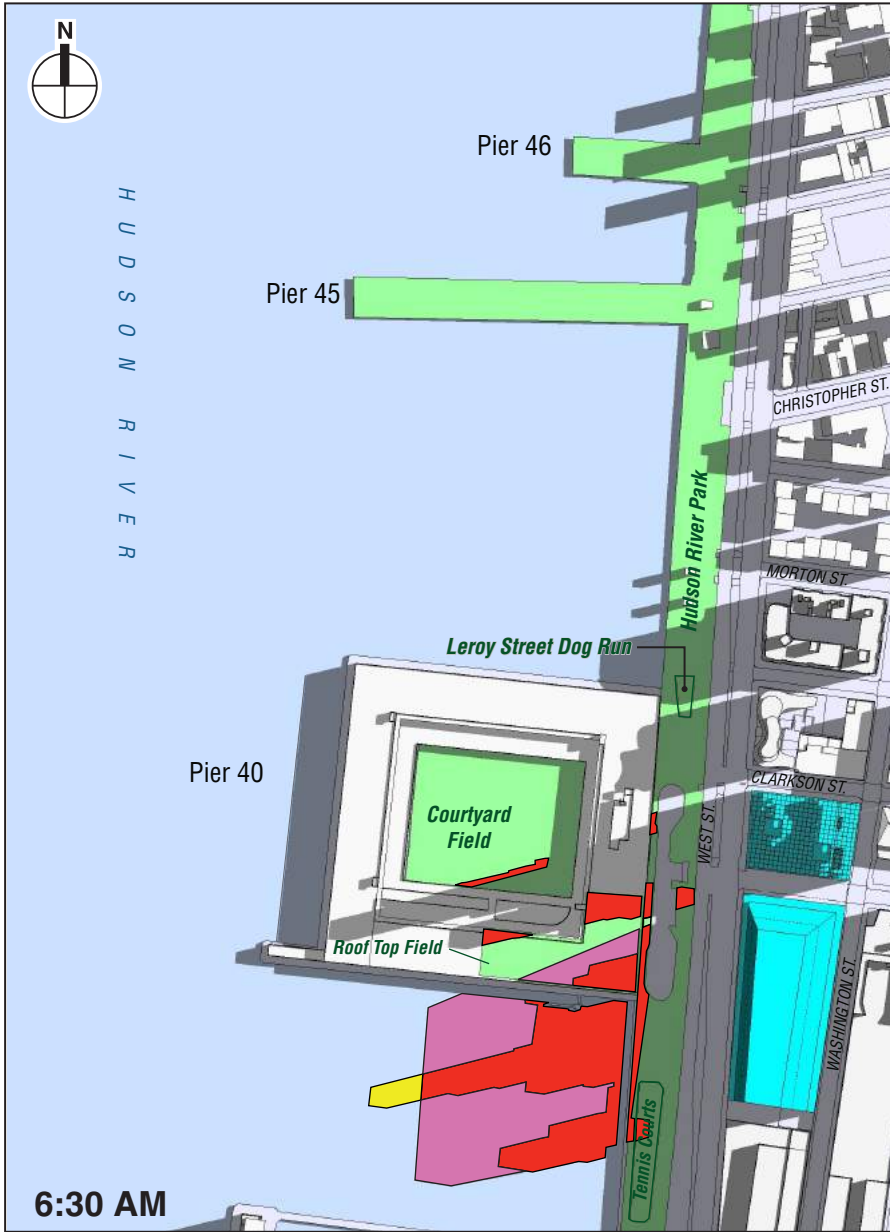 N
Pier 46
HUDSON RIVER
Pier 45
CHRISTOPHER ST.
Hudson River Park
MORTON ST.
Leroy Street Dog Run
Pier 40
CLARKSON ST.
WEST ST.
Courtyard
Field
Roof Top Field
WASHINGTON ST.
Tennis Courts
6:30 AM